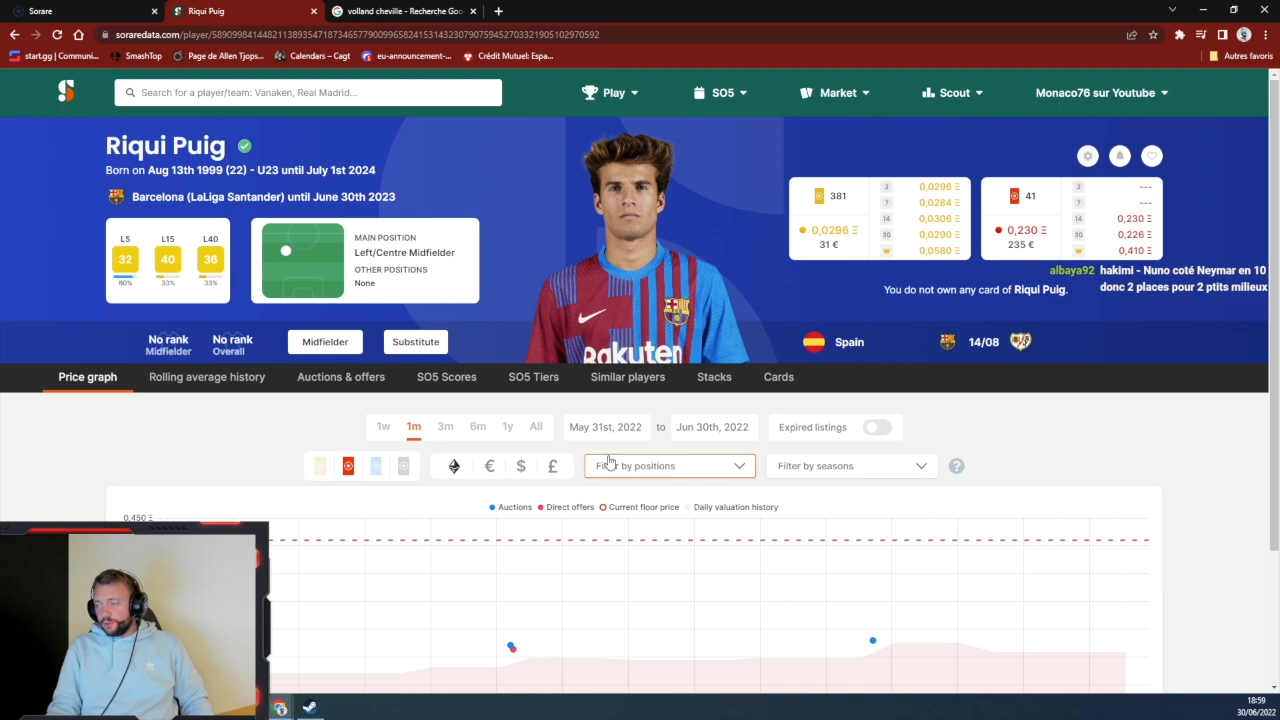 Sorare
Riqui Puig
volland cheville - Recherche Goo
soraredata.com/player/58909984144821138935471873465779009965824153143230790759452703321905102970592
start.gg | Communi...
SmashTop
Page de Allen Tjops...
Calendars – Cagt
eu-announcement-...
Crédit Mutuel: Espa...
Autres favoris
Search for a player/team: Vanaken, Real Madrid...
Play
SO5
Market
Scout
Monaco76 sur Youtube
Riqui Puig
Born on Aug 13th 1999 (22) - U23 until July 1st 2024
Barcelona (LaLiga Santander) until June 30th 2023
L5 L15 L40
32 40 36
80% 33% 33%
MAIN POSITION
Left/Centre Midfielder
OTHER POSITIONS
None
Rakuten
381
0,0296 Ξ
31 €
3 0,0296 Ξ
7 0,0284 Ξ
14 0,0306 Ξ
30 0,0290 Ξ
0,0580 Ξ
41
0,230 Ξ
235 €
3 ---
7 ---
14 0,230 Ξ
30 0,226 Ξ
0,410 Ξ
albaya92 hakimi - Nuno coté Neymar en 10
donc 2 places pour 2 ptits milieux
You do not own any card of Riqui Puig.
No rank
Midfielder
No rank
Overall
Midfielder
Substitute
Spain
14/08
Price graph
Rolling average history
Auctions & offers
SO5 Scores
SO5 Tiers
Similar players
Stacks
Cards
1w 1m 3m 6m 1y All
May 31st, 2022 to Jun 30th, 2022
Expired listings
€ $ £
Filter by positions
Filter by seasons
?
Auctions Direct offers Current floor price Daily valuation history
0,450 Ξ
18:59
30/06/2022